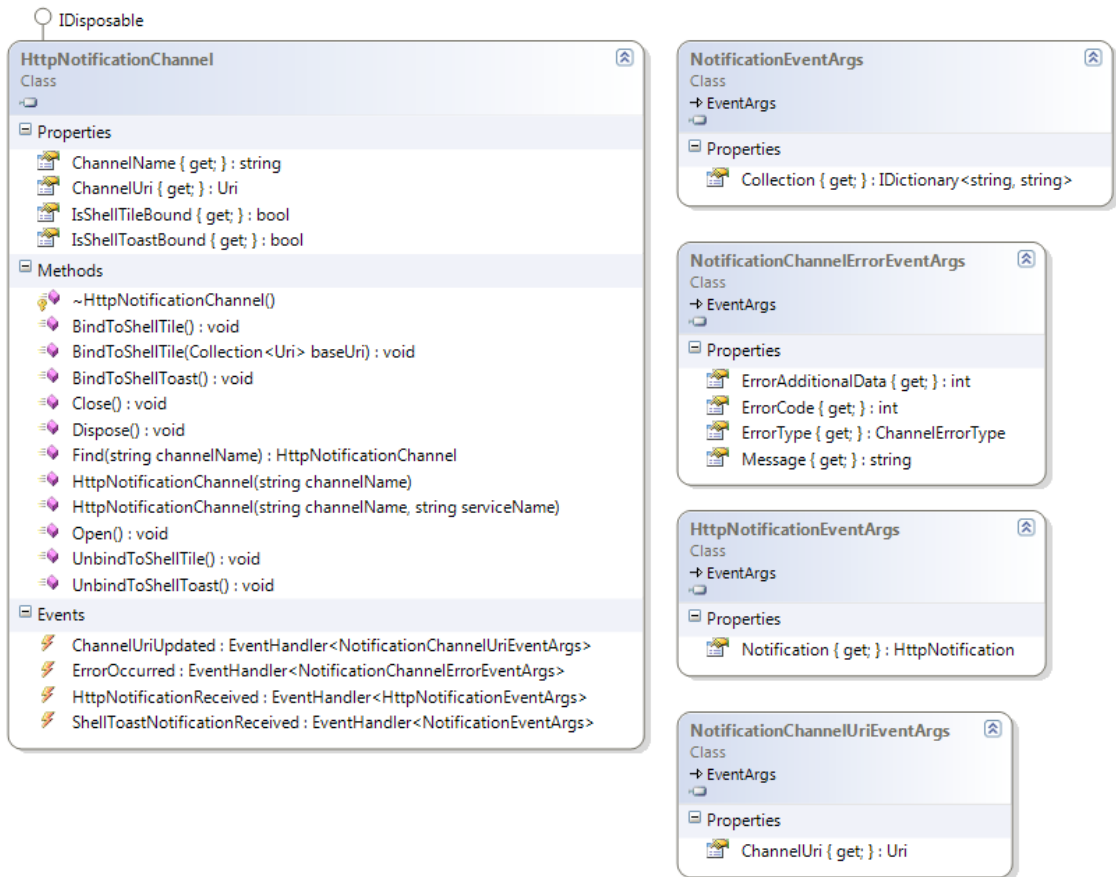 IDisposable
HttpNotificationChannel
Class
Properties
ChannelName { get; } : string
ChannelUri { get; } : Uri
IsShellTileBound { get; } : bool
IsShellToastBound { get; } : bool
Methods
~HttpNotificationChannel()
BindToShellTile() : void
BindToShellTile(Collection<Uri> baseUri) : void
BindToShellToast() : void
Close() : void
Dispose() : void
Find(string channelName) : HttpNotificationChannel
HttpNotificationChannel(string channelName)
HttpNotificationChannel(string channelName, string serviceName)
Open() : void
UnbindToShellTile() : void
UnbindToShellToast() : void
Events
ChannelUriUpdated : EventHandler<NotificationChannelUriEventArgs>
ErrorOccurred : EventHandler<NotificationChannelErrorEventArgs>
HttpNotificationReceived : EventHandler<HttpNotificationEventArgs>
ShellToastNotificationReceived : EventHandler<NotificationEventArgs>
NotificationEventArgs
Class
EventArgs
Properties
Collection { get; } : IDictionary<string, string>
NotificationChannelErrorEventArgs
Class
EventArgs
Properties
ErrorAdditionalData { get; } : int
ErrorCode { get; } : int
ErrorType { get; } : ChannelErrorType
Message { get; } : string
HttpNotificationEventArgs
Class
EventArgs
Properties
Notification { get; } : HttpNotification
NotificationChannelUriEventArgs
Class
EventArgs
Properties
ChannelUri { get; } : Uri